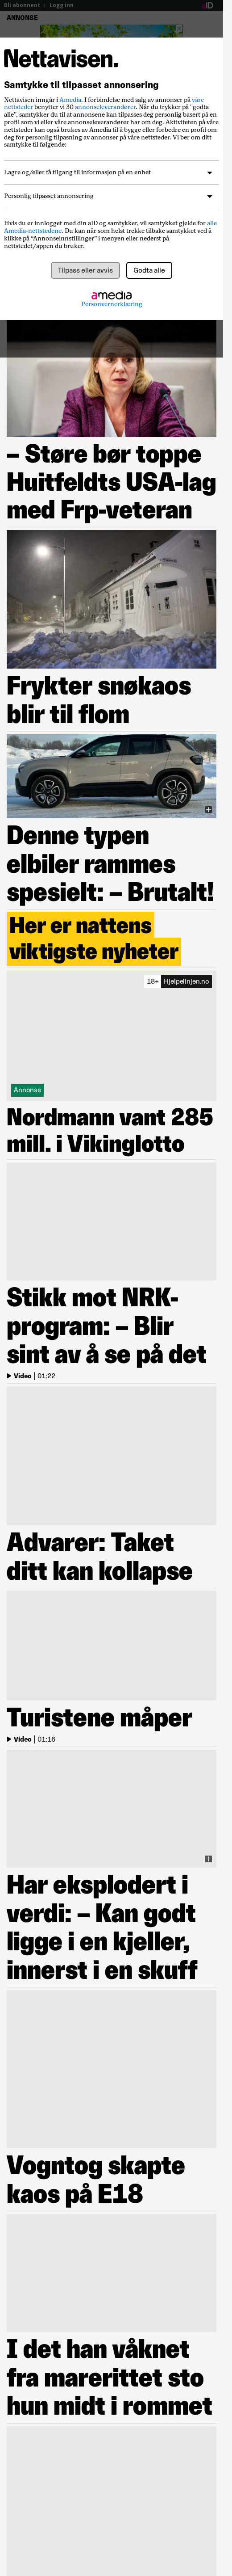 Bli abonnent | Logg inn
aID
ANNONSE
Nettavisen.
Samtykke til tilpasset annonsering
Nettavisen inngår i Amedia. I forbindelse med salg av annonser på våre
nettsteder benytter vi 30 annonseleverandører. Når du trykker på "godta
alle", samtykker du til at annonsene kan tilpasses deg personlig basert på en
profil som vi eller våre annonseleverandører har om deg. Aktiviteten på våre
nettsteder kan også brukes av Amedia til å bygge eller forbedre en profil om
deg for personlig tilpasning av annonser på våre nettsteder. Vi ber om ditt
samtykke til følgende:
Lagre og/eller få tilgang til informasjon på en enhet
Personlig tilpasset annonsering
Hvis du er innlogget med din aID og samtykker, vil samtykket gjelde for alle
Amedia-nettstedene. Du kan når som helst trekke tilbake samtykket ved å
klikke på "Annonseinnstillinger" i menyen eller nederst på
nettstedet/appen du bruker.
Tilpass eller avvis
Godta alle
amedia
Personvernerklæring
– Støre bør toppe
Huitfeldts USA-lag
med Frp-veteran
Frykter snøkaos
blir til flom
Denne typen
elbiler rammes
spesielt: – Brutalt!
Her er nattens
viktigste nyheter
18+ Hjelpelinjen.no
Annonse
Nordmann vant 285
mill. i Vikinglotto
Stikk mot NRK-
program: – Blir
sint av å se på det
Video | 01:22
Advarer: Taket
ditt kan kollapse
Turistene måper
Video | 01:16
Har eksplodert i
verdi: – Kan godt
ligge i en kjeller,
innerst i en skuff
Vogntog skapte
kaos på E18
I det han våknet
fra marerittet sto
hun midt i rommet